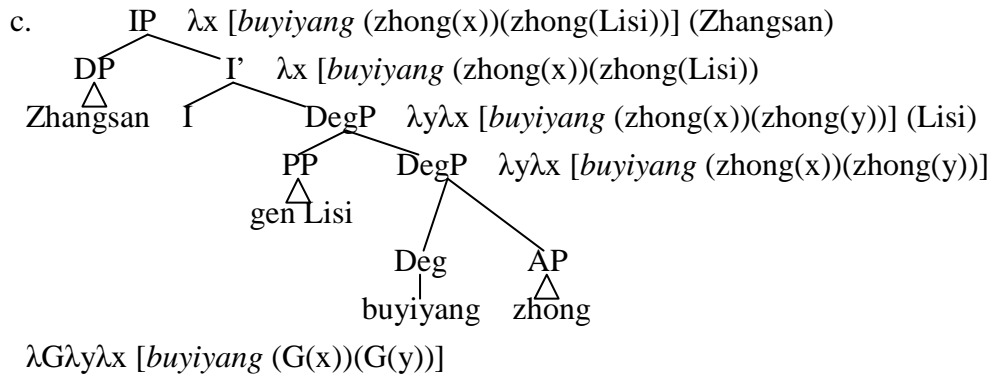 c. IP λx [buyiyang (zhong(x))(zhong(Lisi))] (Zhangsan)
DP I’ λx [buyiyang (zhong(x))(zhong(Lisi))
Zhangsan I DegP λyλx [buyiyang (zhong(x))(zhong(y))] (Lisi)
PP DegP λyλx [buyiyang (zhong(x))(zhong(y))]
gen Lisi
Deg AP
buyiyang zhong
λGλyλx [buyiyang (G(x))(G(y))]